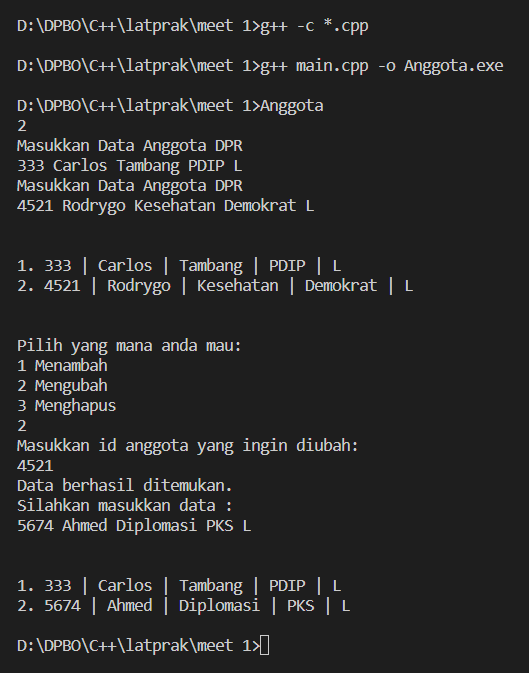 D:\DPBO\C++\latprak\meet 1>g++ -c *.cpp
D:\DPBO\C++\latprak\meet 1>g++ main.cpp -o Anggota.exe
D:\DPBO\C++\latprak\meet 1>Anggota
2
Masukkan Data Anggota DPR
333 Carlos Tambang PDIP L
Masukkan Data Anggota DPR
4521 Rodrygo Kesehatan Demokrat L
1. 333 | Carlos | Tambang | PDIP | L
2. 4521 | Rodrygo | Kesehatan | Demokrat | L
Pilih yang mana anda mau:
1 Menambah
2 Mengubah
3 Menghapus
2
Masukkan id anggota yang ingin diubah:
4521
Data berhasil ditemukan.
Silahkan masukkan data :
5674 Ahmed Diplomasi PKS L
1. 333 | Carlos | Tambang | PDIP | L
2. 5674 | Ahmed | Diplomasi | PKS | L
D:\DPBO\C++\latprak\meet 1>